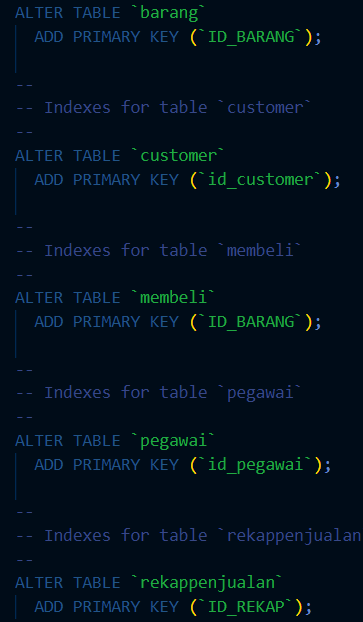 ALTER TABLE `barang`
  ADD PRIMARY KEY (`ID_BARANG`);
--
-- Indexes for table `customer`
--
ALTER TABLE `customer`
  ADD PRIMARY KEY (`id_customer`);
--
-- Indexes for table `membeli`
--
ALTER TABLE `membeli`
  ADD PRIMARY KEY (`ID_BARANG`);
--
-- Indexes for table `pegawai`
--
ALTER TABLE `pegawai`
  ADD PRIMARY KEY (`id_pegawai`);
--
-- Indexes for table `rekappenjualan
--
ALTER TABLE `rekappenjualan`
  ADD PRIMARY KEY (`ID_REKAP`);